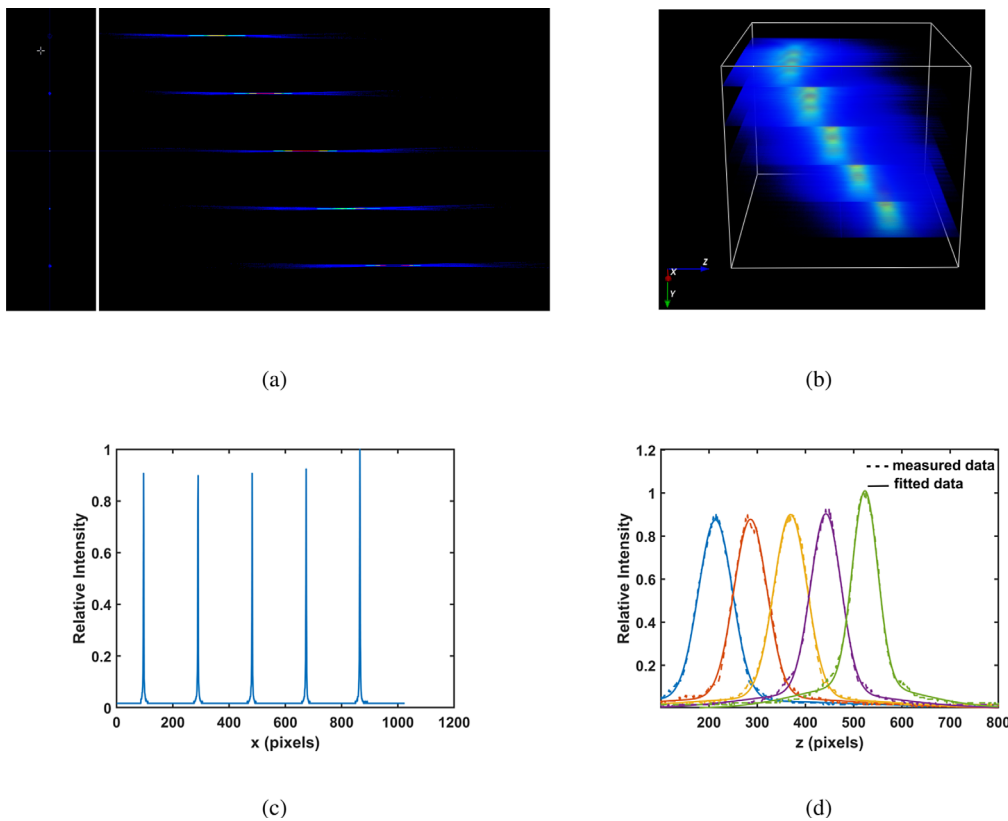 Z
X
Y
(a)
(b)
1
0.8
0.6
0.4
0.2
0
0 200 400 600 800 1000 1200
Relative Intensity
x (pixels)
1.2
1
0.8
0.6
0.4
0.2
200 300 400 500 600 700 800
Relative Intensity
z (pixels)
measured data
fitted data
(c)
(d)